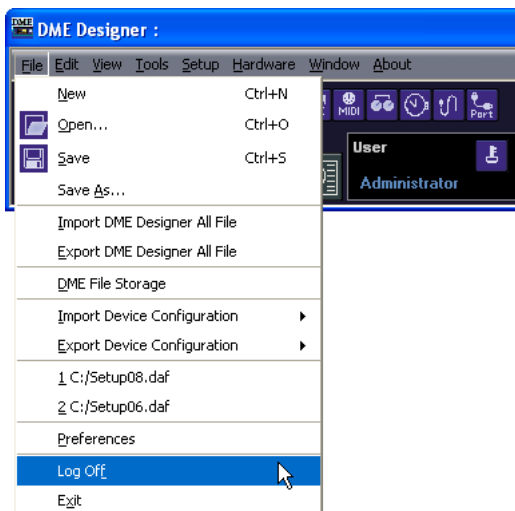 DME Designer :
File Edit View Tools Setup Hardware Window About
New Ctrl+N
Open... Ctrl+O
Save Ctrl+S
Save As...
Import DME Designer All File
Export DME Designer All File
DME File Storage
Import Device Configuration
Export Device Configuration
1 C:/Setup08.daf
2 C:/Setup06.daf
Preferences
Log Off
Exit
MIDI
Port
User
Administrator